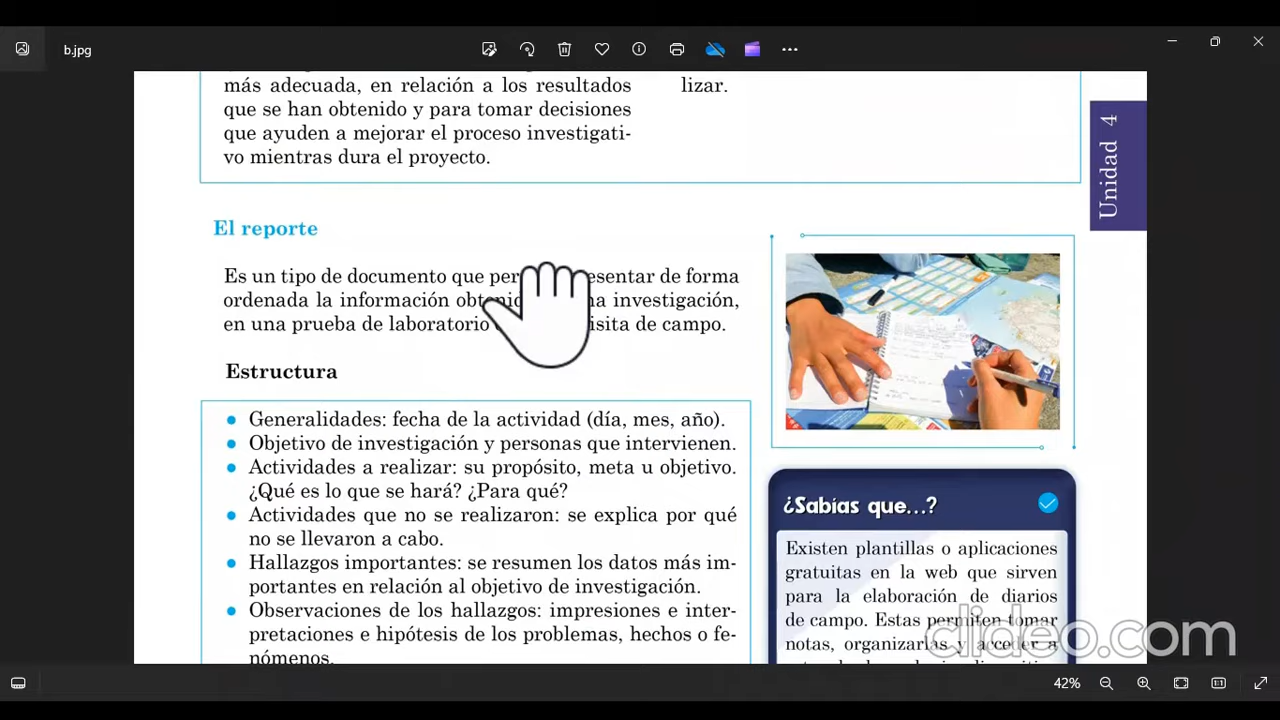 b.jpg
más adecuada, en relación a los resultados
que se han obtenido y para tomar decisiones
que ayuden a mejorar el proceso investigati-
vo mientras dura el proyecto.
lizar.
Unidad 4
El reporte
Es un tipo de documento que esentar de forma
ordenada la información investigación,
en una prueba de laboratorio de campo.
Estructura
Generalidades: fecha de la actividad (día, mes, año).
Objetivo de investigación y personas que intervienen.
Actividades a realizar: su propósito, meta u objetivo.
¿Qué es lo que se hará? ¿Para qué?
Actividades que no se realizaron: se explica por qué
no se llevaron a cabo.
Hallazgos importantes: se resumen los datos más im-
portantes en relación al objetivo de investigación.
Observaciones de los hallazgos: impresiones e inter-
pretaciones e hipótesis de los problemas, hechos o fe-
nómenos.
¿Sabías que...?
Existen plantillas o aplicaciones
gratuitas en la web que sirven
para la elaboración de diarios
de campo. Estas permiten tomar
notas, organizarlas y acceder a
clideo.com
42%
1:1